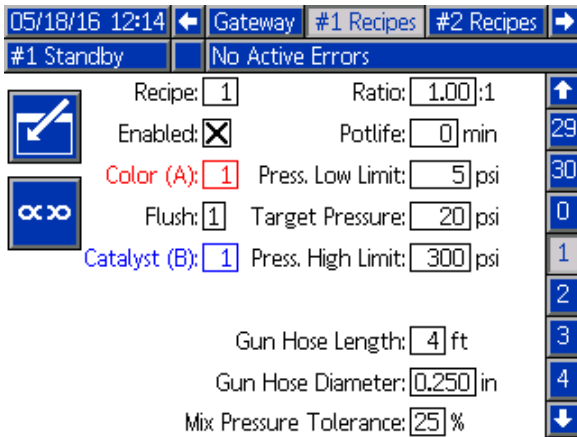 05/18/16 12:14 Gateway #1 Recipes #2 Recipes
#1 Standby No Active Errors
Recipe: 1 Ratio: 1.00:1
29
Enabled: X Potlife: 0 min
30
Color (A): 1 Press. Low Limit: 5 psi
0
Flush: 1 Target Pressure: 20 psi
1
Catalyst (B): 1 Press. High Limit: 300 psi
2
Gun Hose Length: 4 ft
3
Gun Hose Diameter: 0.250 in
4
Mix Pressure Tolerance: 25 %